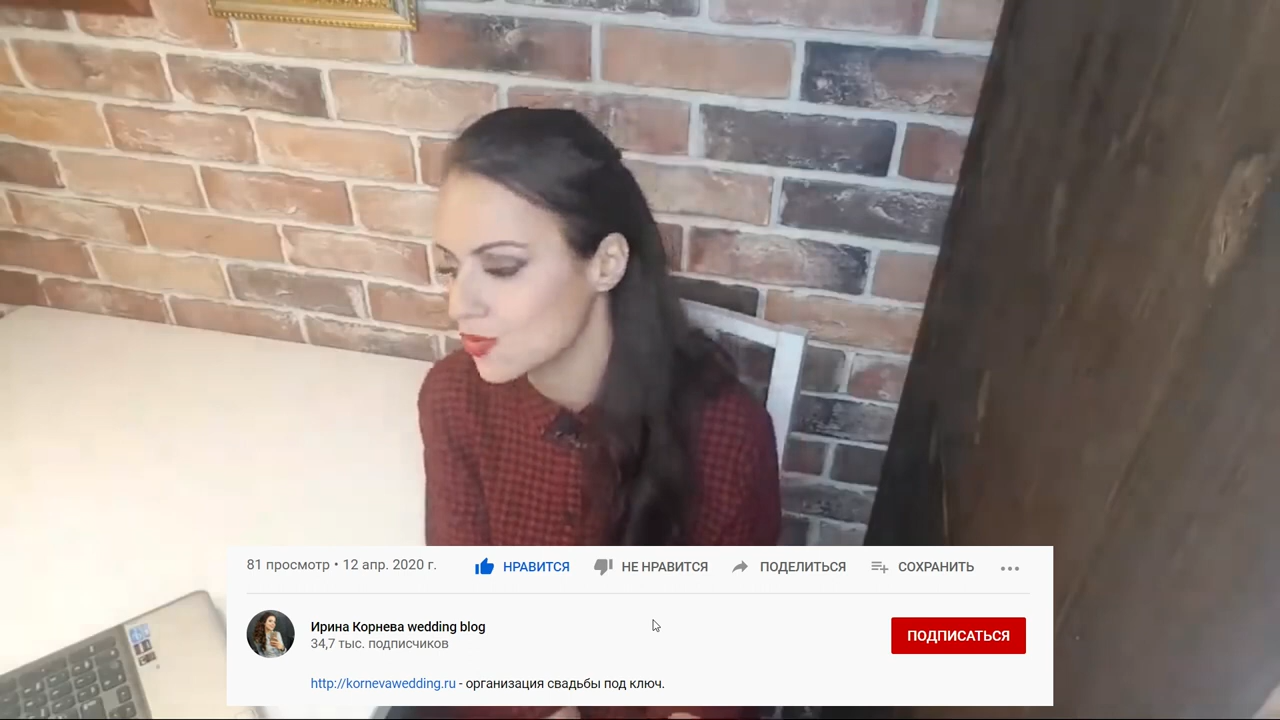 81 просмотр • 12 апр. 2020 г. НРАВИТСЯ НЕ НРАВИТСЯ ПОДЕЛИТЬСЯ СОХРАНИТЬ ...
Ирина Корнева wedding blog
34,7 тыс. подписчиков
ПОДПИСАТЬСЯ
http://kornevawedding.ru - организация свадьбы под ключ.